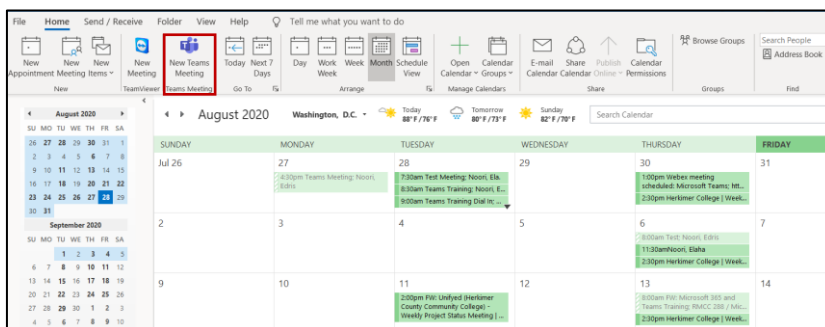 File Home Send / Receive Folder View Help Tell me what you want to do
New Appointment
New Meeting
New Items
New Meeting
New Teams Meeting
Today
Next 7 Days
Day
Work Week
Week
Month
Schedule View
Open Calendar
Calendar Groups
E-mail Calendar
Share Calendar
Publish Online
Calendar Permissions
Browse Groups
Search People
Address Book
New TeamViewer Teams Meeting Go To Arrange Manage Calendars Share Groups Find
August 2020
SU MO TU WE TH FR SA
26 27 28 29 30 31 1
2 3 4 5 6 7 8
9 10 11 12 13 14 15
16 17 18 19 20 21 22
23 24 25 26 27 28 29
30 31
September 2020
SU MO TU WE TH FR SA
1 2 3 4 5
6 7 8 9 10 11 12
13 14 15 16 17 18 19
20 21 22 23 24 25 26
27 28 29 30 1 2 3
4 5 6 7 8 9 10
August 2020 Washington, D.C.
Today
88° F / 76° F
Tomorrow
80° F / 73° F
Sunday
82° F / 70° F
Search Calendar
SUNDAY MONDAY TUESDAY WEDNESDAY THURSDAY FRIDAY
Jul 26 27 28 29 30 31
4:30pm Teams Meeting; Noori, Edris
7:30am Test Meeting; Noori, Ela.
8:30am Teams Training; Noori, E...
9:00am Teams Training Dial In; ...
1:00pm Webex meeting
scheduled: Microsoft Teams; htt...
2:30pm Herkimer College | Week...
2 3 4 5 6 7
8:00am Test; Noori, Edris
11:30amNoori, Elaha
2:30pm Herkimer College | Week...
9 10 11 12 13 14
2:00pm FW: Unifyed (Herkimer
County Community College) -
Weekly Project Status Meeting | ...
8:00am FW: Microsoft 365 and
Teams Training; RMCC 288 / Mic...
2:30pm Herkimer College | Week...